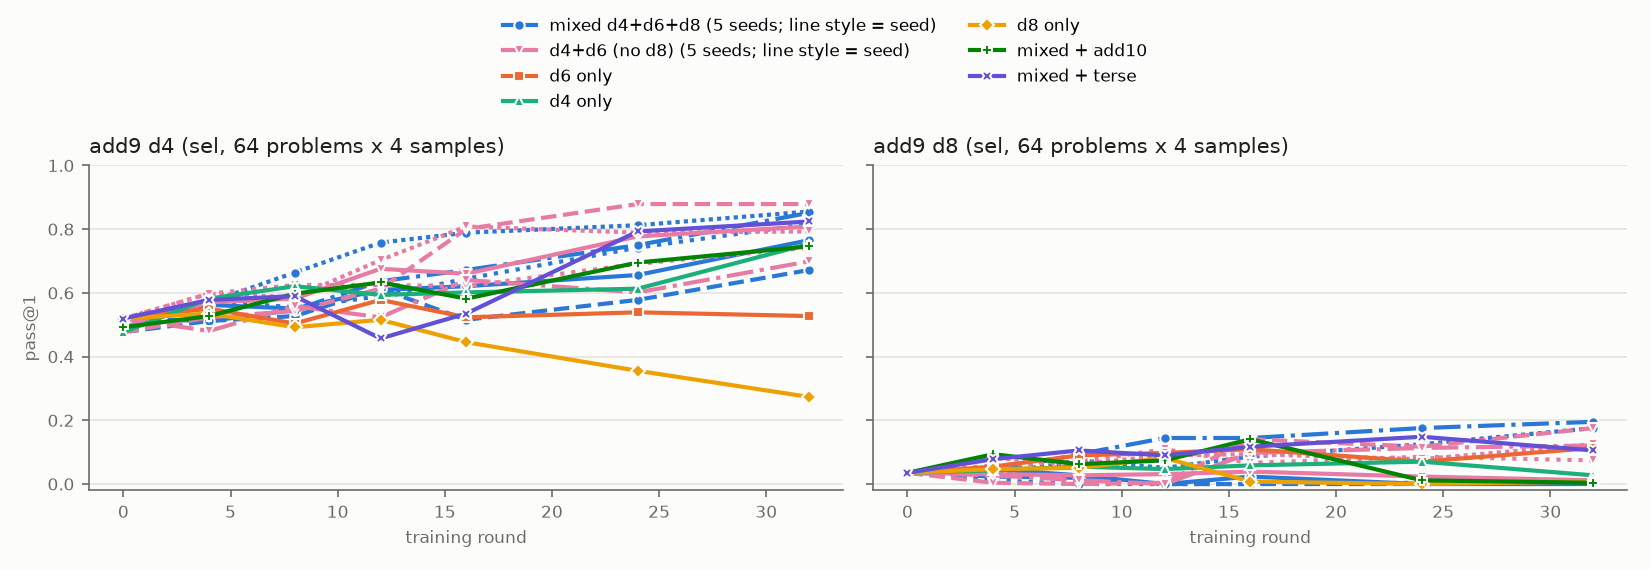 mixed d4+d6+d8 (5 seeds; line style = seed)
d4+d6 (no d8) (5 seeds; line style = seed)
d6 only
d4 only
d8 only
mixed + add10
mixed + terse
add9 d4 (sel, 64 problems x 4 samples)
1.0
0.8
0.6
0.4
0.2
0.0
pass@1
0 5 10 15 20 25 30
training round
add9 d8 (sel, 64 problems x 4 samples)
0 5 10 15 20 25 30
training round